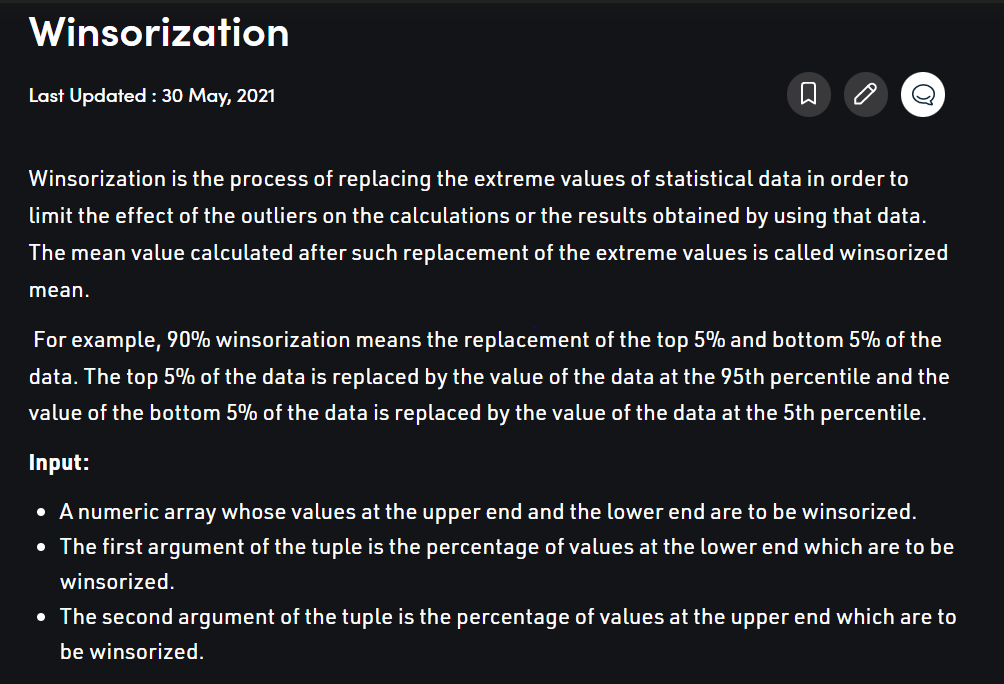 Winsorization
Last Updated : 30 May, 2021
Winsorization is the process of replacing the extreme values of statistical data in order to
limit the effect of the outliers on the calculations or the results obtained by using that data.
The mean value calculated after such replacement of the extreme values is called winsorized
mean.
For example, 90% winsorization means the replacement of the top 5% and bottom 5% of the
data. The top 5% of the data is replaced by the value of the data at the 95th percentile and the
value of the bottom 5% of the data is replaced by the value of the data at the 5th percentile.
Input:
• A numeric array whose values at the upper end and the lower end are to be winsorized.
• The first argument of the tuple is the percentage of values at the lower end which are to be
winsorized.
• The second argument of the tuple is the percentage of values at the upper end which are to
be winsorized.